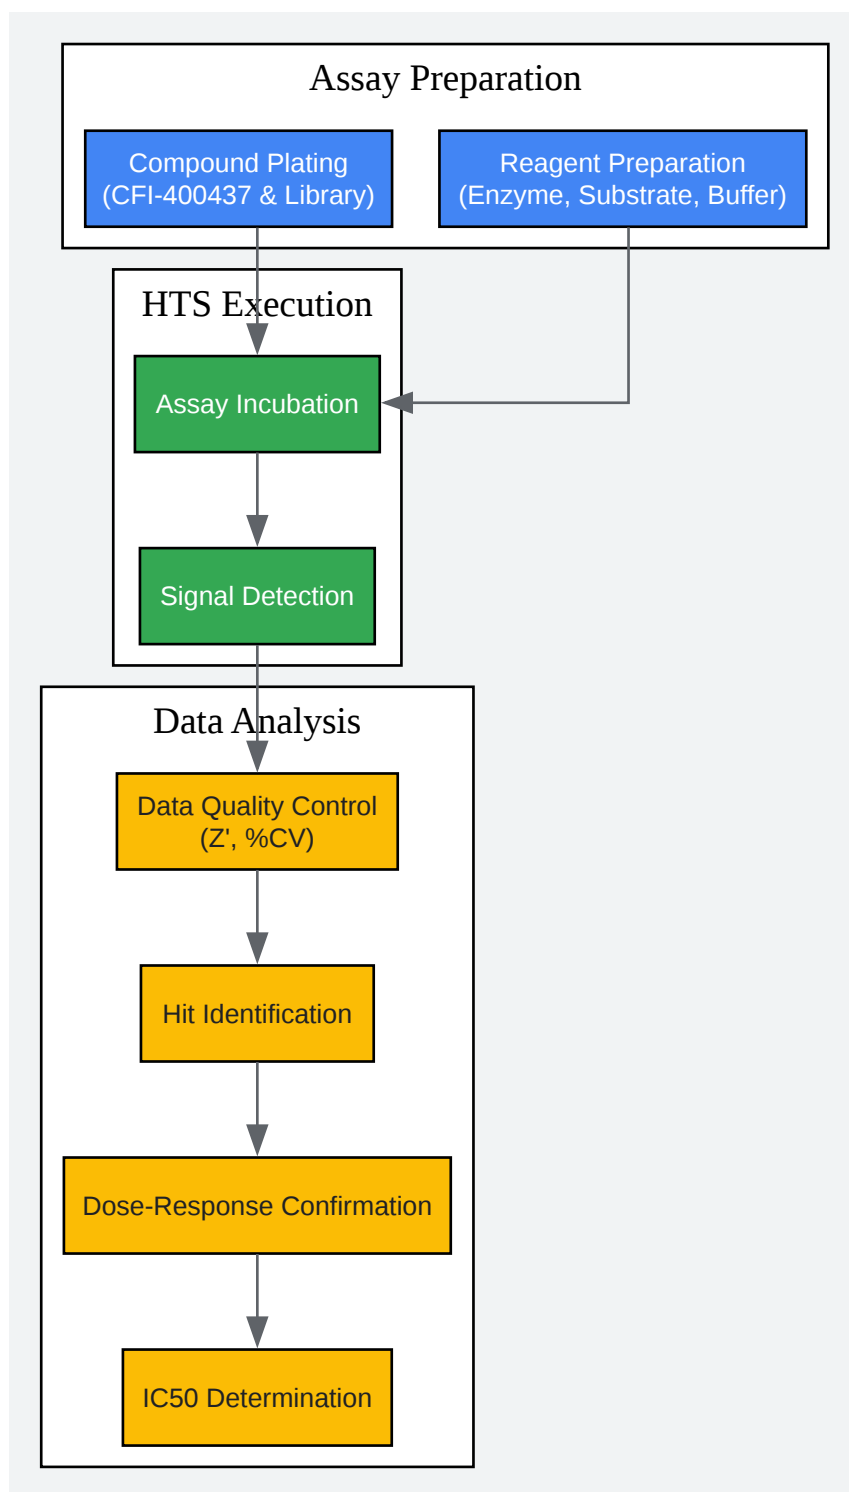 Assay Preparation
Compound Plating
(CFI-400437 & Library)
Reagent Preparation
(Enzyme, Substrate, Buffer)
HTS Execution
Assay Incubation
Signal Detection
Data Analysis
Data Quality Control
(Z', %CV)
Hit Identification
Dose-Response Confirmation
IC50 Determination